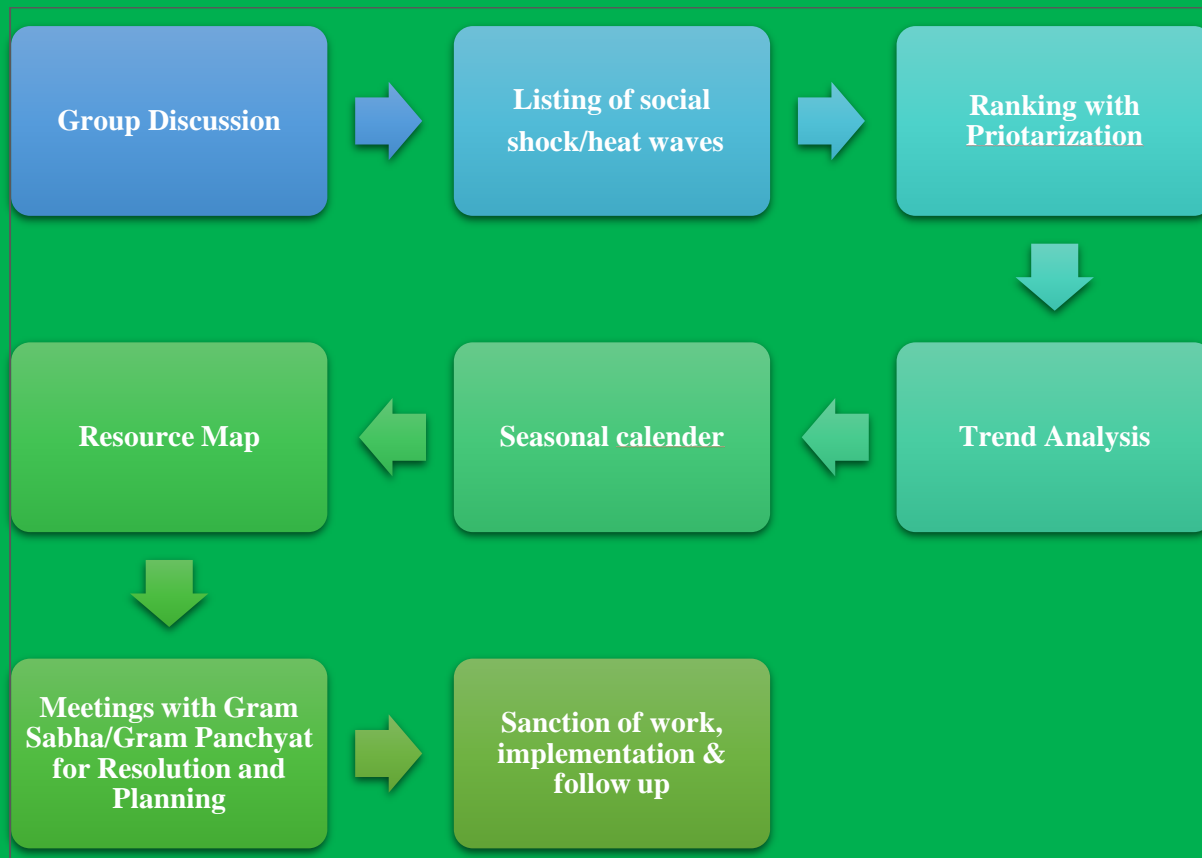 Group Discussion
Listing of social
shock/heat waves
Ranking with
Priotarization
Trend Analysis
Seasonal calender
Resource Map
Meetings with Gram
Sabha/Gram Panchyat
for Resolution and
Planning
Sanction of work,
implementation &
follow up